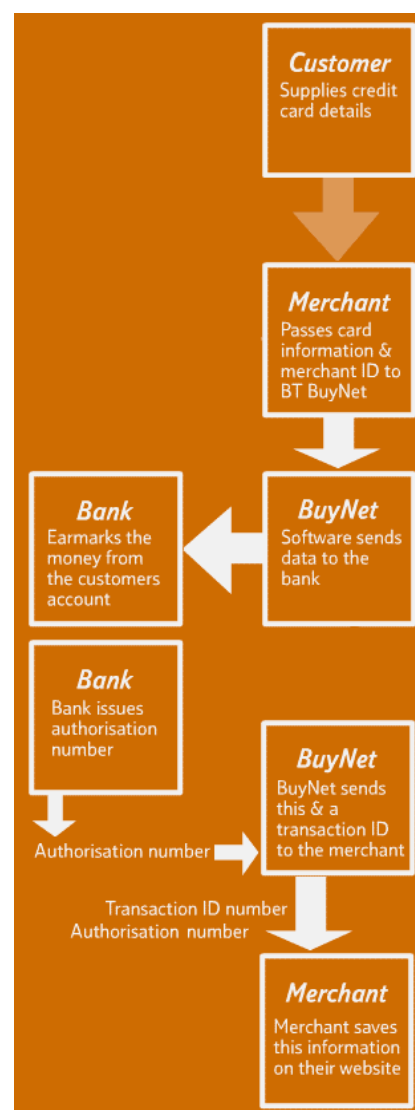 Customer
Supplies credit
card details
Merchant
Passes card
information &
merchant ID to
BT BuyNet
BuyNet
Software sends
data to the
bank
Bank
Earmarks the
money from
the customers
account
Bank
Bank issues
authorisation
number
Authorisation number
BuyNet
BuyNet sends
this & a
transaction ID
to the merchant
Transaction ID number
Authorisation number
Merchant
Merchant saves
this information
on their website